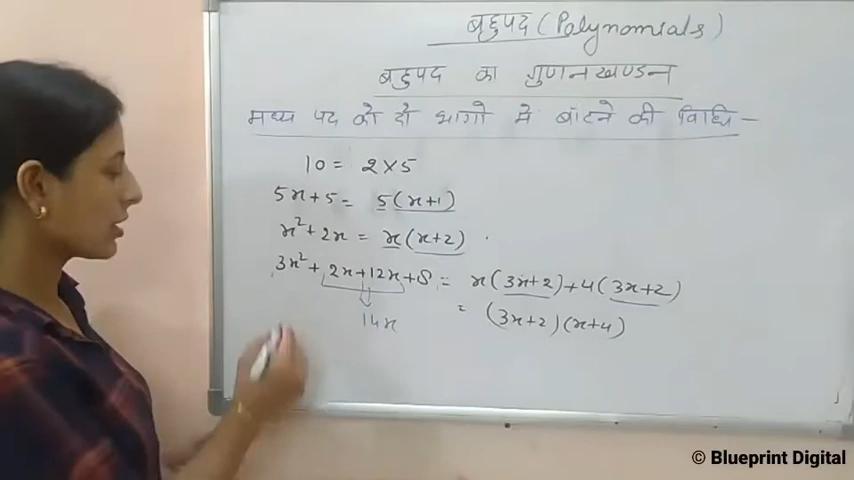 बहुपद (Polynomials)
बहुपद का गुणनखण्डन
मध्य पद को दो भागो मे बाँटने की विधि -
10 = 2 × 5
5x + 5 = 5 (x+1)
x² + 2x = x (x+2)
3x² + 2x + 12x + 8 = x (3x+2) + 4 (3x+2)
14x = (3x+2) (x+4)
© Blueprint Digital